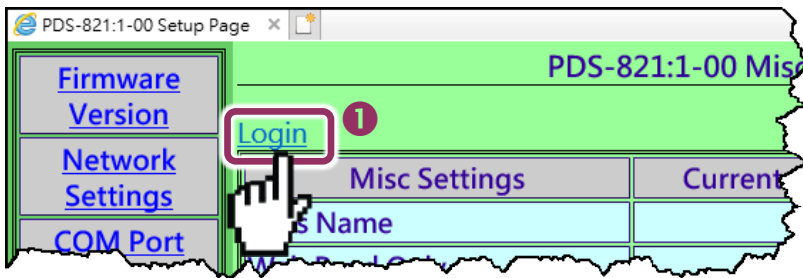 PDS-821:1-00 Setup Page
Firmware
Version
Network
Settings
COM Port
PDS-821:1-00 Misc
Login
1
Misc Settings
Current
Name